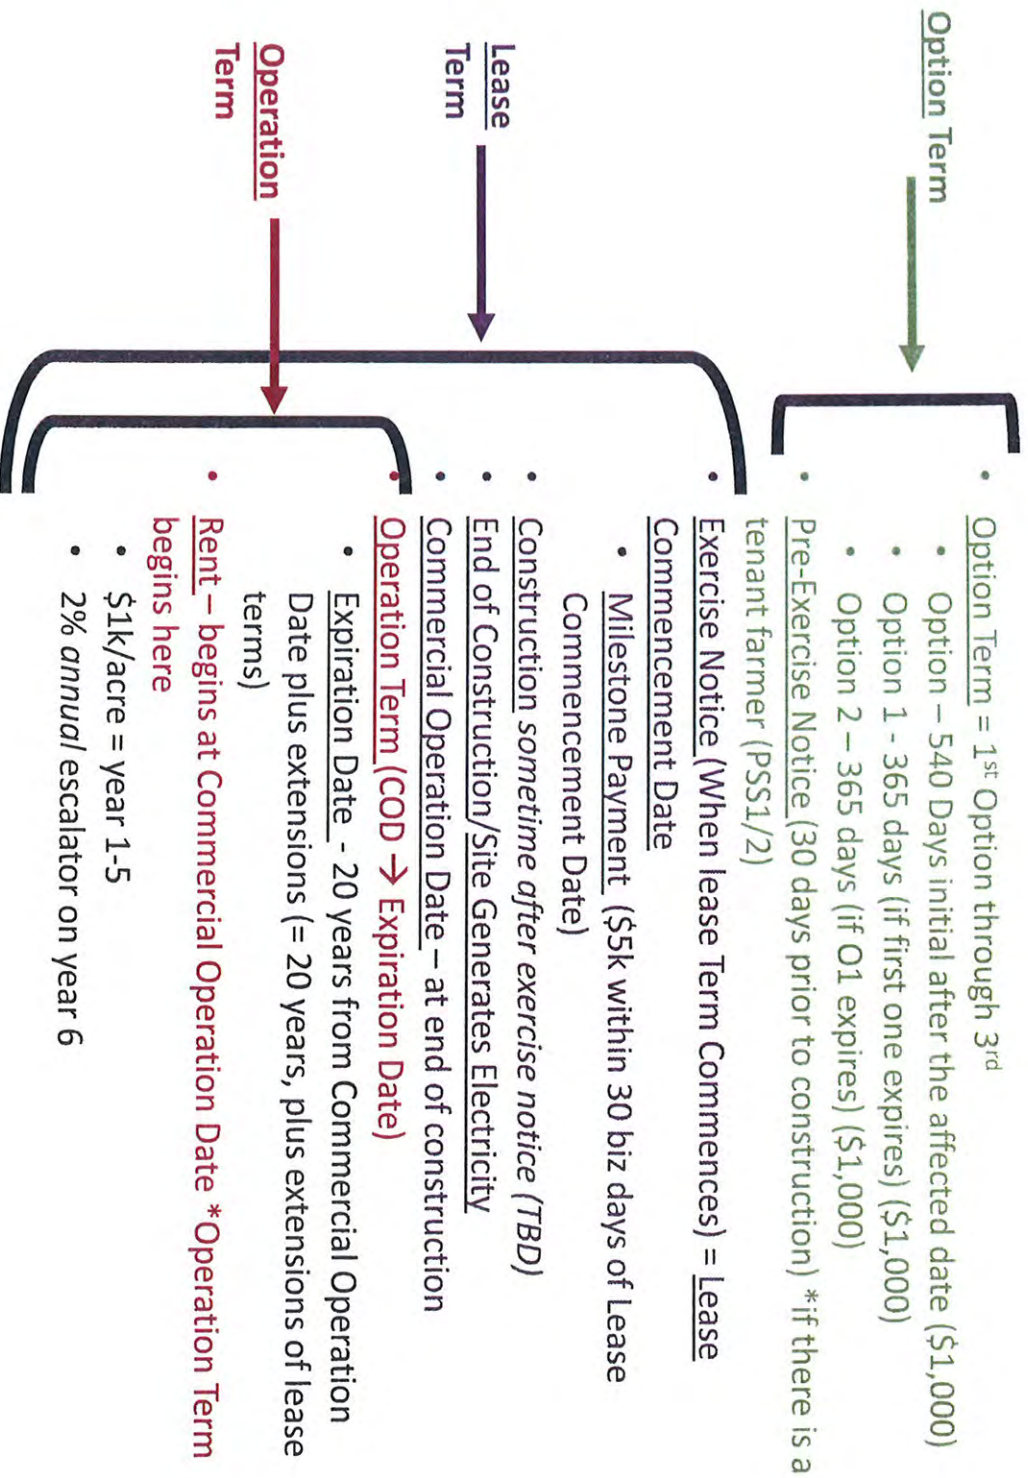 Option Term
• Option Term = 1st Option through 3rd
• Option – 540 Days initial after the affected date ($1,000)
• Option 1 - 365 days (if first one expires) ($1,000)
• Option 2 – 365 days (if O1 expires) ($1,000)
• Pre-Exercise Notice (30 days prior to construction) *if there is a
tenant farmer (PSS1/2)
Lease
Term
• Exercise Notice (When lease Term Commences) = Lease
Commencement Date
• Milestone Payment ($5k within 30 biz days of Lease
Commencement Date)
• Construction sometime after exercise notice (TBD)
• End of Construction/Site Generates Electricity
• Commercial Operation Date – at end of construction
Operation
Term
• Operation Term (COD → Expiration Date)
• Expiration Date - 20 years from Commercial Operation
Date plus extensions (= 20 years, plus extensions of lease
terms)
• Rent – begins at Commercial Operation Date *Operation Term
begins here
• $1k/acre = year 1-5
• 2% annual escalator on year 6